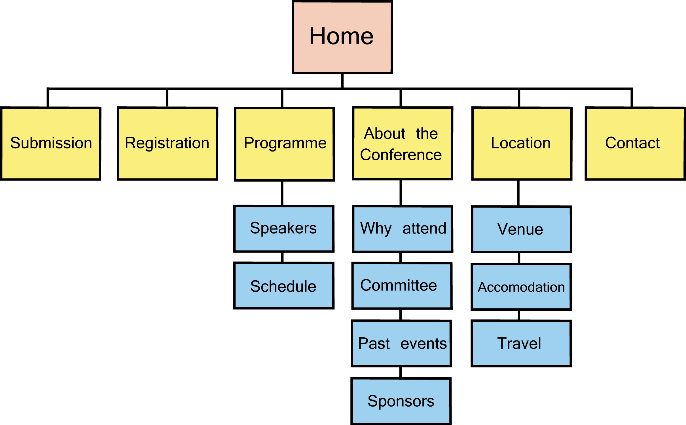 Home
Submission
Registration
Programme
About the
Conference
Location
Contact
Speakers
Schedule
Why attend
Committee
Past events
Sponsors
Venue
Accomodation
Travel